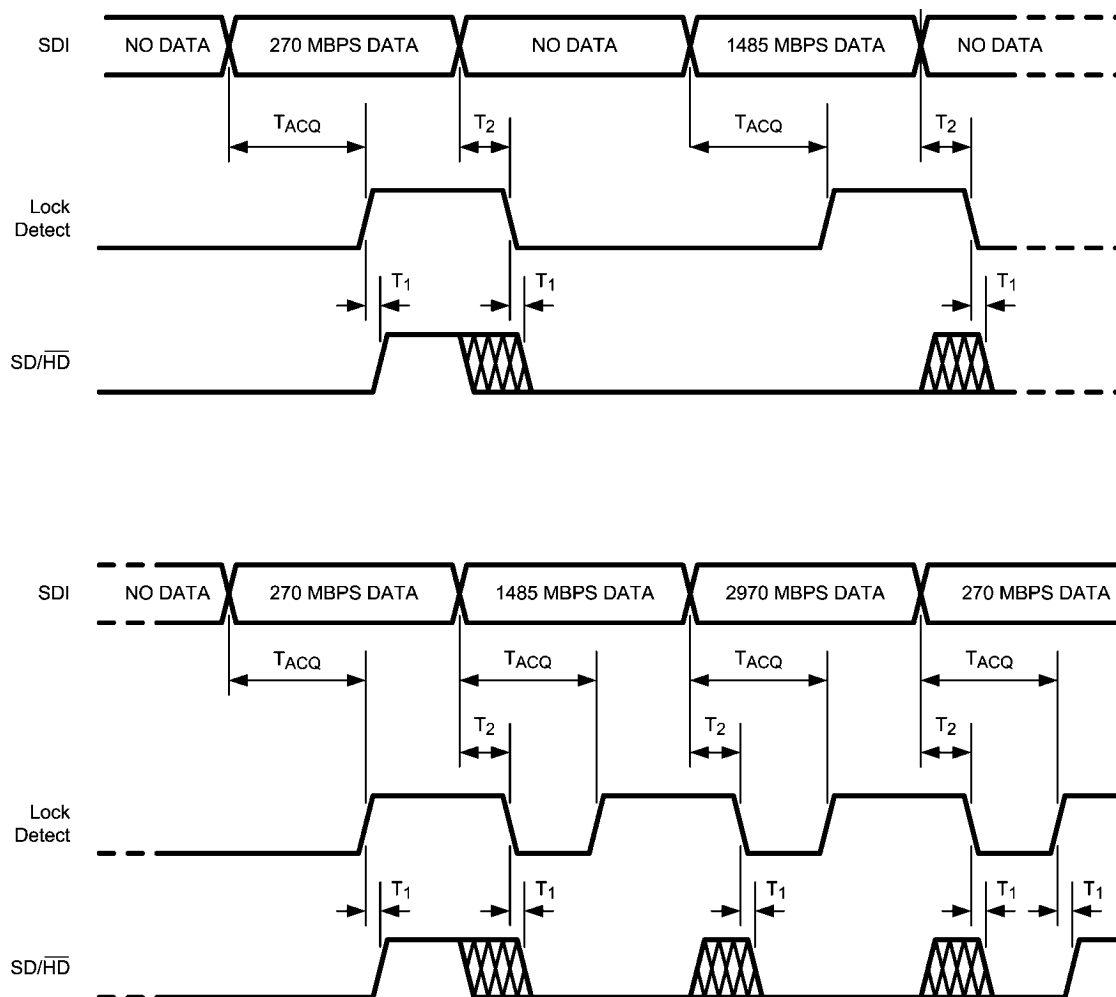 SDI NO DATA 270 MBPS DATA NO DATA 1485 MBPS DATA NO DATA
TACQ T2 TACQ T2
Lock
Detect
T1 T1 T1
SD/HD
SDI NO DATA 270 MBPS DATA 1485 MBPS DATA 2970 MBPS DATA 270 MBPS DATA
TACQ TACQ TACQ TACQ
T2 T2 T2
Lock
Detect
T1 T1 T1 T1 T1
SD/HD